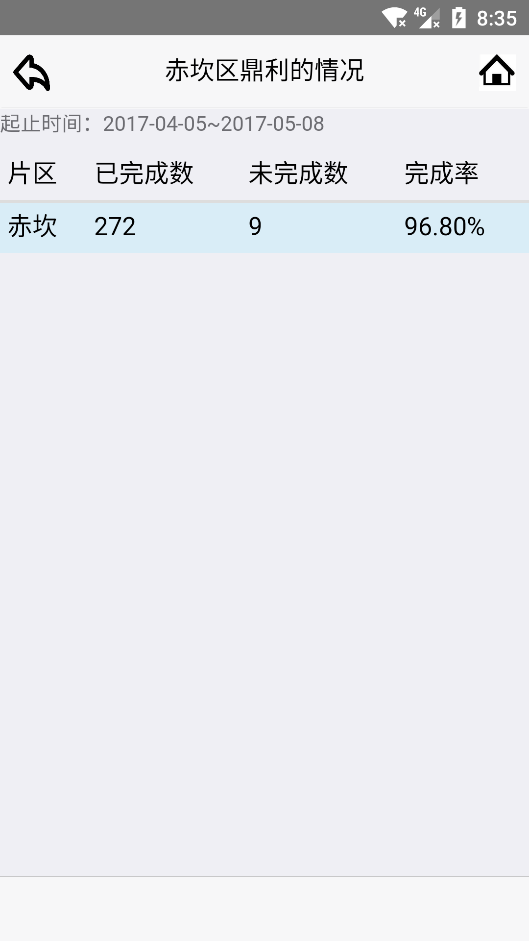 4G 8:35
赤坎区鼎利的情况
起止时间：2017-04-05~2017-05-08
片区 已完成数 未完成数 完成率
赤坎 272 9 96.80%